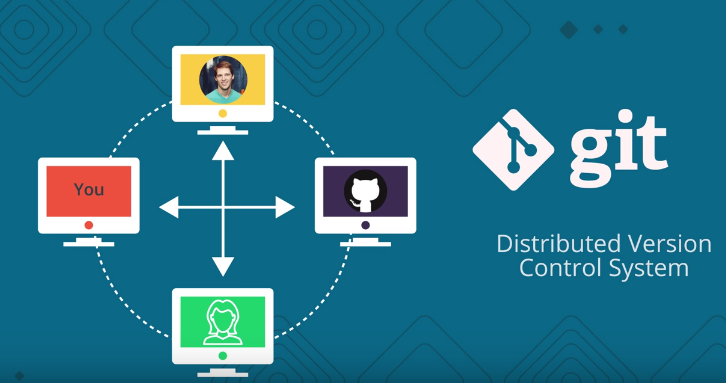 You
git
Distributed Version
Control System